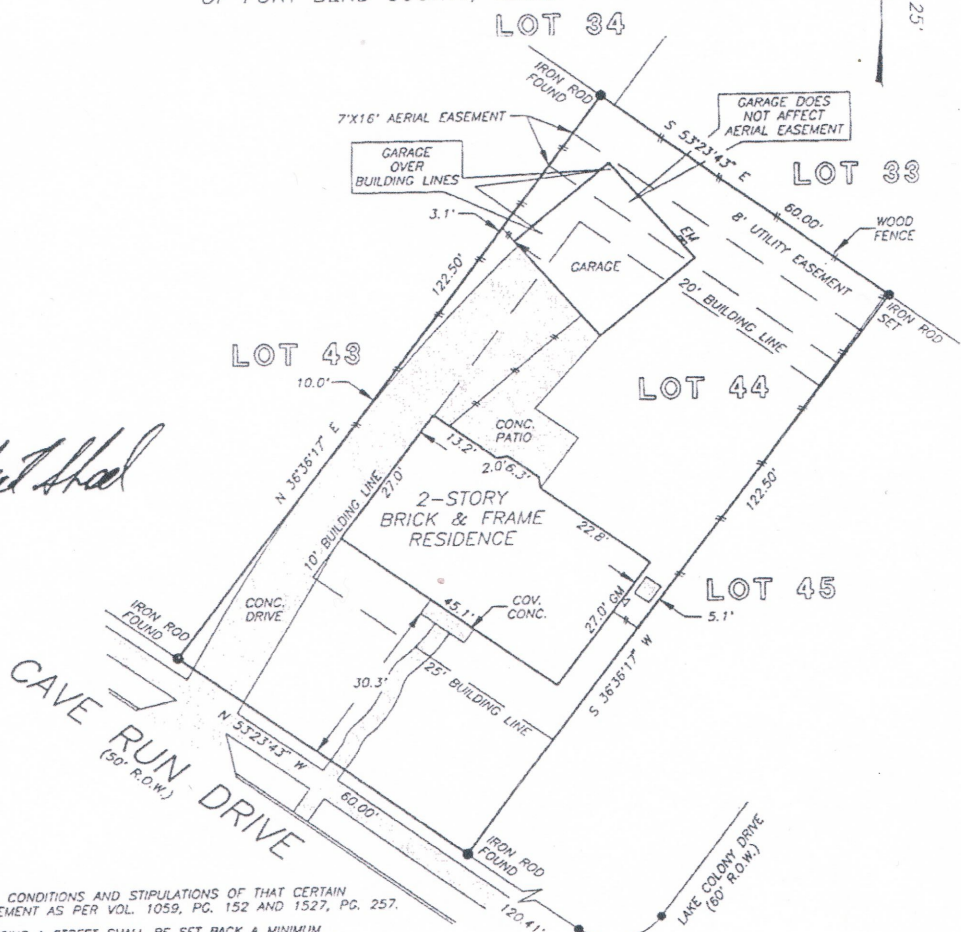 LOT 34
25'
IRON ROD
FOUND
7'X16' AERIAL EASEMENT
GARAGE DOES
NOT AFFECT
AERIAL EASEMENT
GARAGE
OVER
BUILDING LINES
S 53°23'43" E
LOT 33
60.00'
WOOD
FENCE
3.1'
8' UTILITY EASEMENT
EM
GARAGE
122.50'
20' BUILDING LINE
IRON ROD
SET
LOT 43
10.0'
LOT 44
CONC.
PATIO
13.2'
2.0'
6.3'
N 36°36'17" E
10' BUILDING LINE
27.0'
2-STORY
BRICK & FRAME
RESIDENCE
22.8'
122.50'
LOT 45
5.1'
GM
27.0'
45.1'
COV.
CONC.
CONC.
DRIVE
IRON ROD
FOUND
S 36°36'17" W
30.3'
25' BUILDING LINE
N 53°23'43" W
60.00'
CAVE RUN DRIVE
(50' R.O.W.)
IRON ROD
FOUND
120.41'
LAKE COLONY DRIVE
(60' R.O.W.)
CONDITIONS AND STIPULATIONS OF THAT CERTAIN
EMENT AS PER VOL. 1059, PG. 152 AND 1527, PG. 257.
A STREET SHALL BE SET BACK A MINIMUM